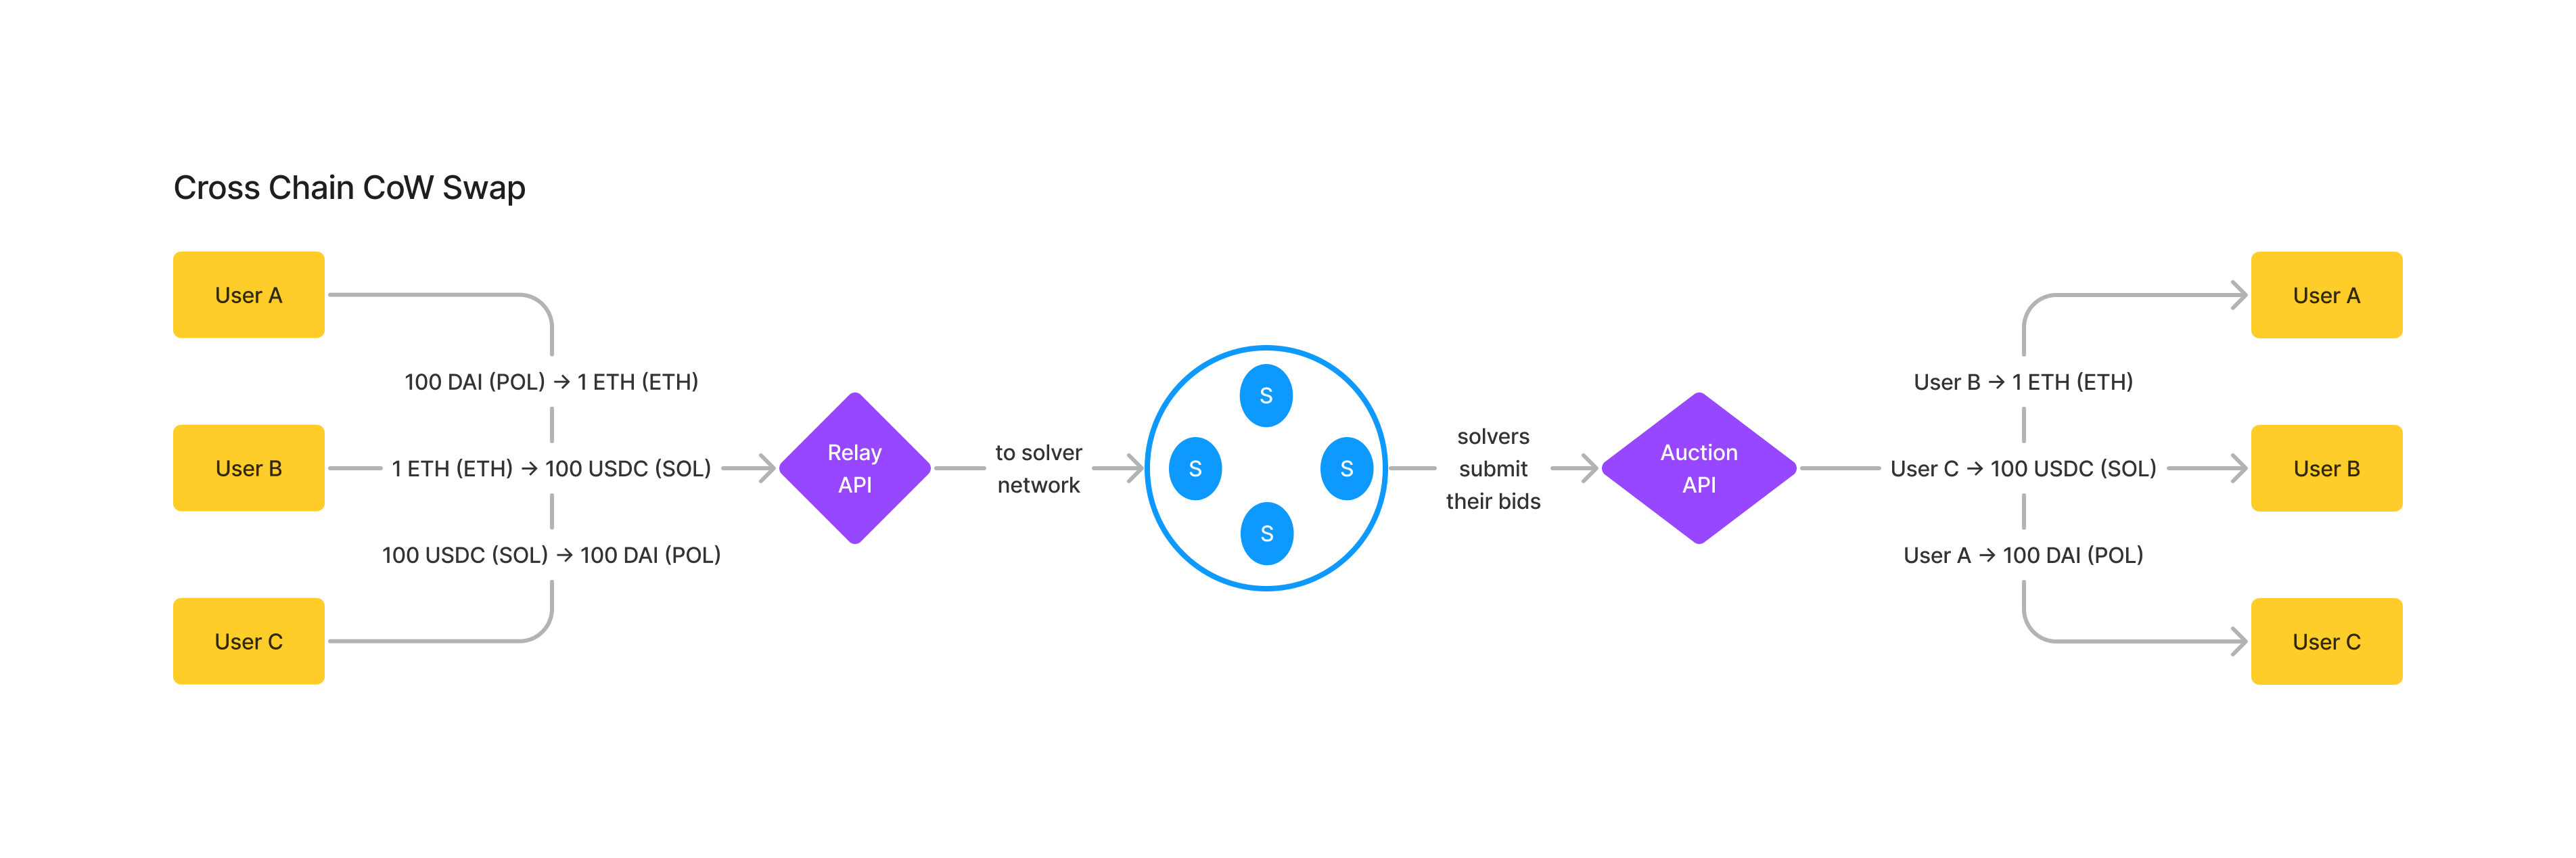 Cross Chain CoW Swap
User A
100 DAI (POL) → 1 ETH (ETH)
User B
1 ETH (ETH) → 100 USDC (SOL)
100 USDC (SOL) → 100 DAI (POL)
User C
Relay
API
to solver
network
S
S
S
S
solvers
submit
their bids
Auction
API
User B → 1 ETH (ETH)
User C → 100 USDC (SOL)
User A → 100 DAI (POL)
User A
User B
User C